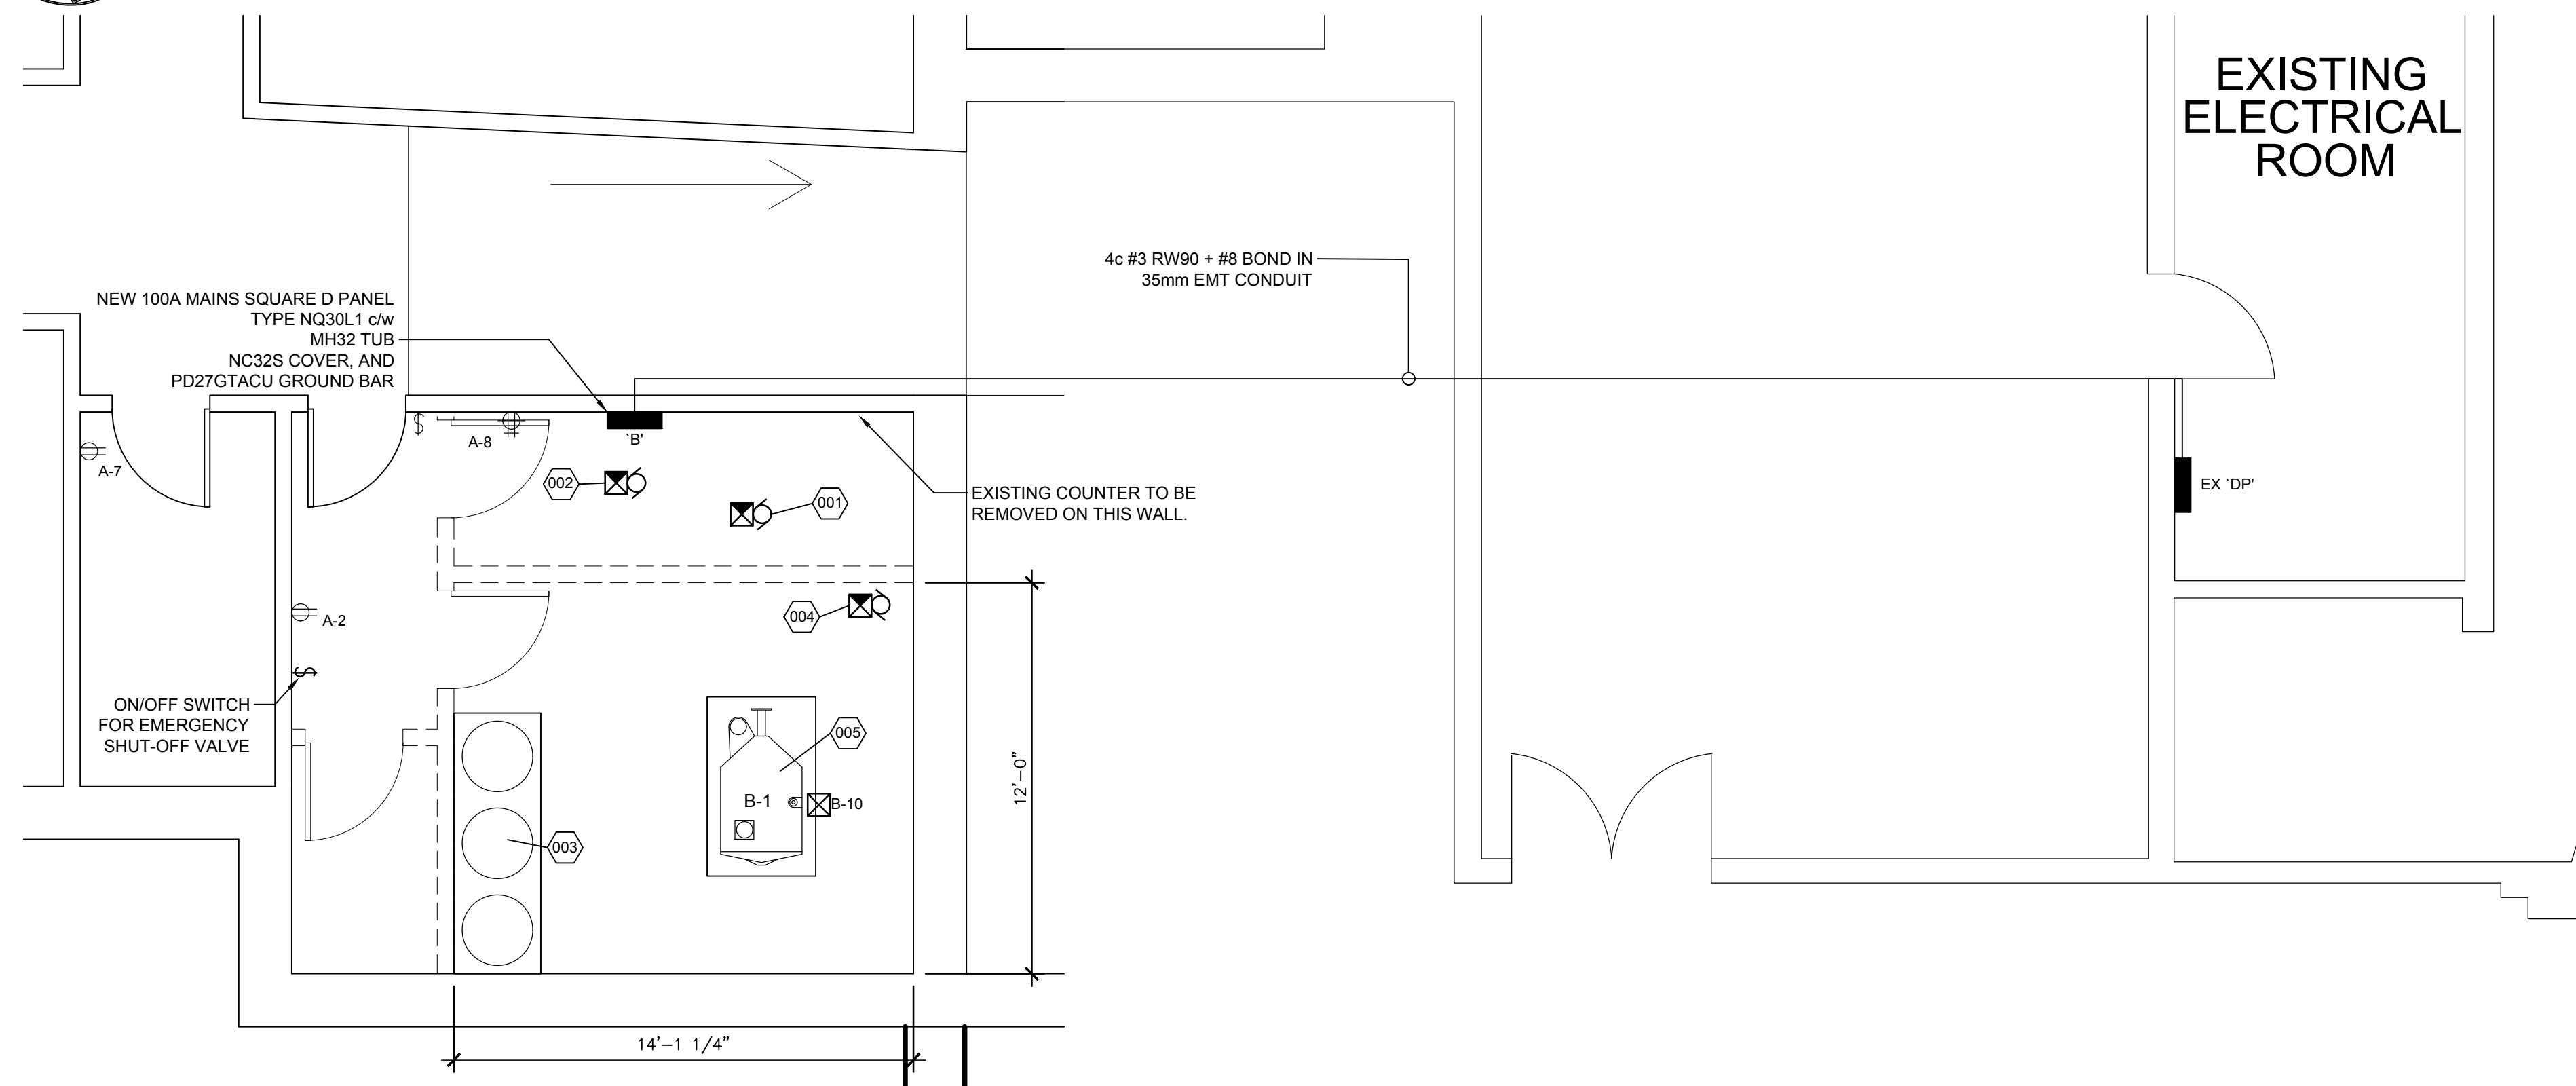 EXISTING
ELECTRICAL
ROOM
4c #3 RW90 + #8 BOND IN
35mm EMT CONDUIT
NEW 100A MAINS SQUARE D PANEL
TYPE NQ30L1 c/w
MH32 TUB
NC32S COVER, AND
PD27GTACU GROUND BAR
A-7
A-8
`B'
002
001
EXISTING COUNTER TO BE
REMOVED ON THIS WALL.
EX `DP'
A-2
004
ON/OFF SWITCH
FOR EMERGENCY
SHUT-OFF VALVE
005
B-1
B-10
003
12'-0"
14'-1 1/4"